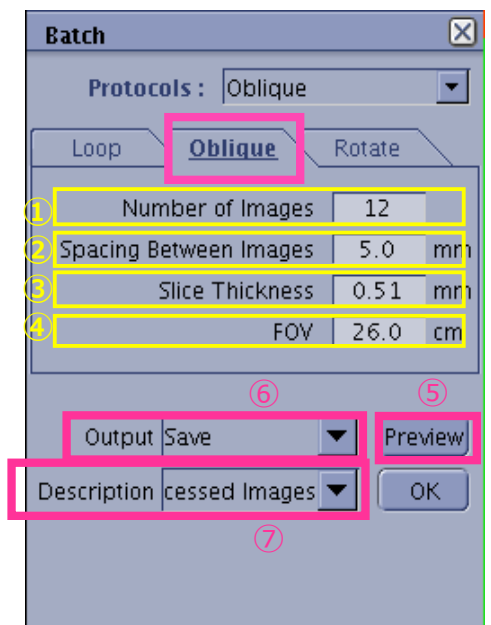 Batch
Protocols : Oblique
Loop Oblique Rotate
① Number of Images 12
② Spacing Between Images 5.0 mm
③ Slice Thickness 0.51 mm
④ FOV 26.0 cm
⑥ ⑤
Output Save Preview
Description cessed Images OK
⑦